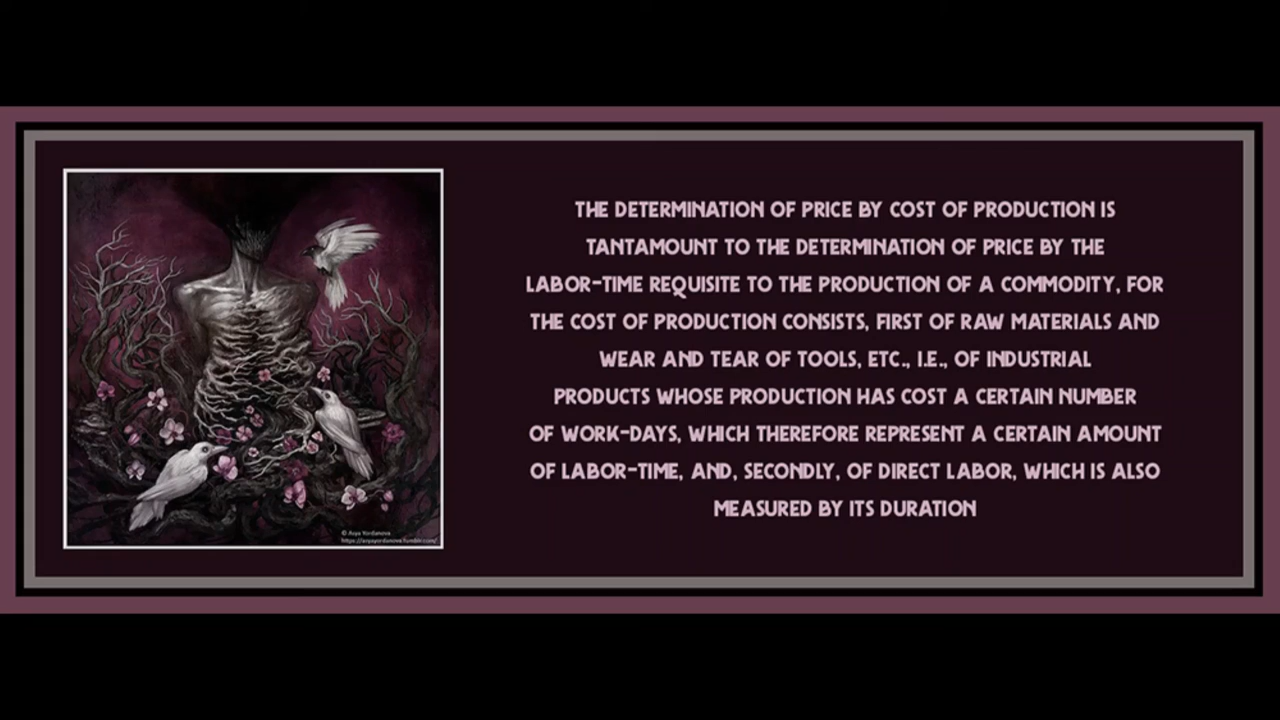 THE DETERMINATION OF PRICE BY COST OF PRODUCTION IS
TANTAMOUNT TO THE DETERMINATION OF PRICE BY THE
LABOR-TIME REQUISITE TO THE PRODUCTION OF A COMMODITY, FOR
THE COST OF PRODUCTION CONSISTS, FIRST OF RAW MATERIALS AND
WEAR AND TEAR OF TOOLS, ETC., I.E., OF INDUSTRIAL
PRODUCTS WHOSE PRODUCTION HAS COST A CERTAIN NUMBER
OF WORK-DAYS, WHICH THEREFORE REPRESENT A CERTAIN AMOUNT
OF LABOR-TIME, AND, SECONDLY, OF DIRECT LABOR, WHICH IS ALSO
MEASURED BY ITS DURATION
© Anya Yordanova